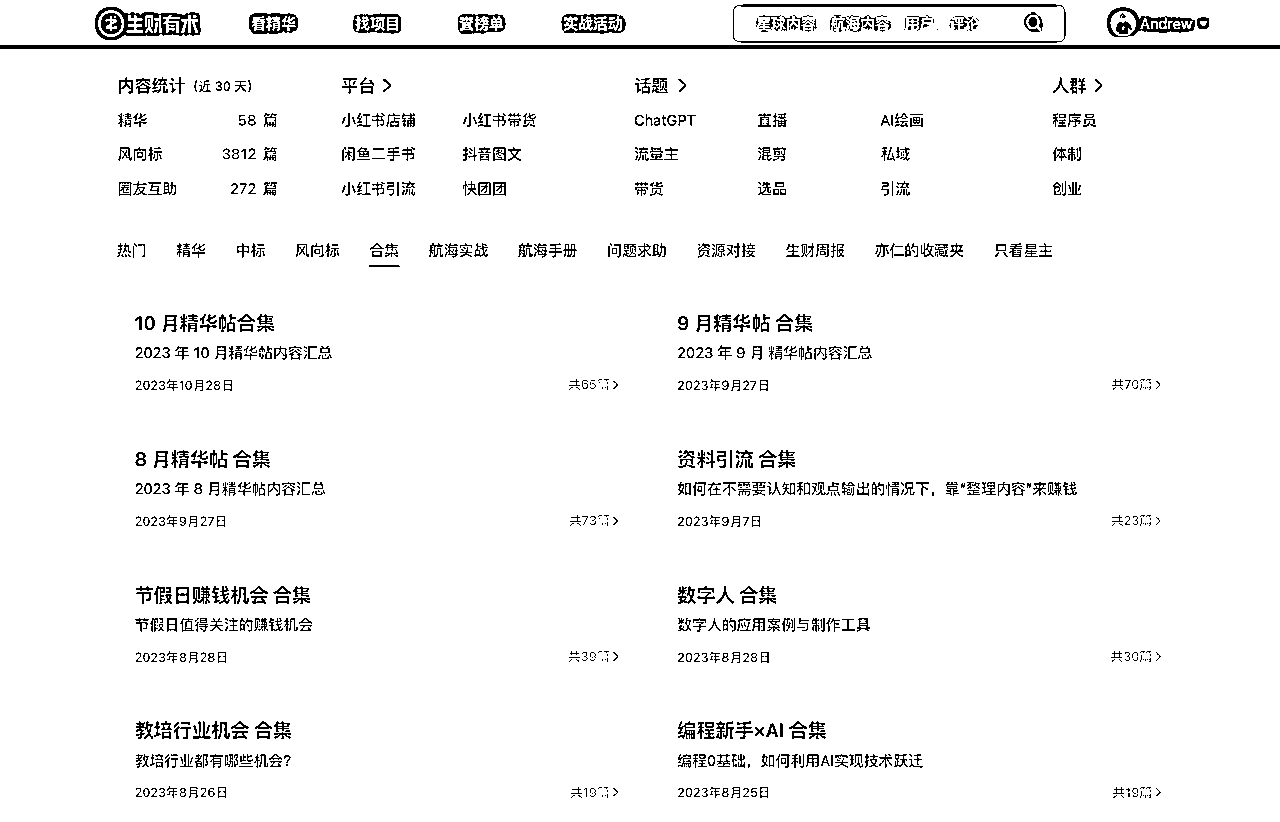 生财有术 看精华 找项目 置榜单 实战活动 星球内容 航海内容 用户 评论 Andrew
内容统计 (近 30 天) 平台 话题 人群
精华 58 篇 小红书店铺 小红书带货 ChatGPT 直播 AI绘画 程序员
风向标 3812 篇 闲鱼二手书 抖音图文 流量主 混剪 私域 体制
圈友互助 272 篇 小红书引流 快团团 带货 选品 引流 创业
热门 精华 中标 风向标 合集 航海实战 航海手册 问题求助 资源对接 生财周报 亦仁的收藏夹 只看星主
10 月精华帖合集 9 月精华帖 合集
2023 年 10 月精华帖内容汇总 2023 年 9 月 精华帖内容汇总
2023年10月28日 共65篇 2023年9月27日 共70篇
8 月精华帖 合集 资料引流 合集
2023 年 8 月精华帖内容汇总 如何在不需要认知和观点输出的情况下，靠“整理内容”来赚钱
2023年9月27日 共73篇 2023年9月7日 共23篇
节假日赚钱机会 合集 数字人 合集
节假日值得关注的赚钱机会 数字人的应用案例与制作工具
2023年8月28日 共39篇 2023年8月28日 共30篇
教培行业机会 合集 编程新手×AI 合集
教培行业都有哪些机会? 编程0基础，如何利用AI实现技术跃迁
2023年8月26日 共19篇 2023年8月25日 共19篇